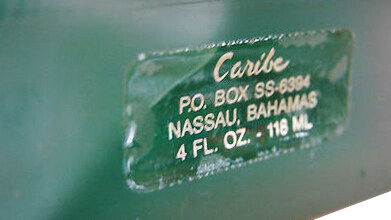 Caribe
P.O. BOX SS-6394
NASSAU, BAHAMAS
4 FL. OZ. - 118 ML